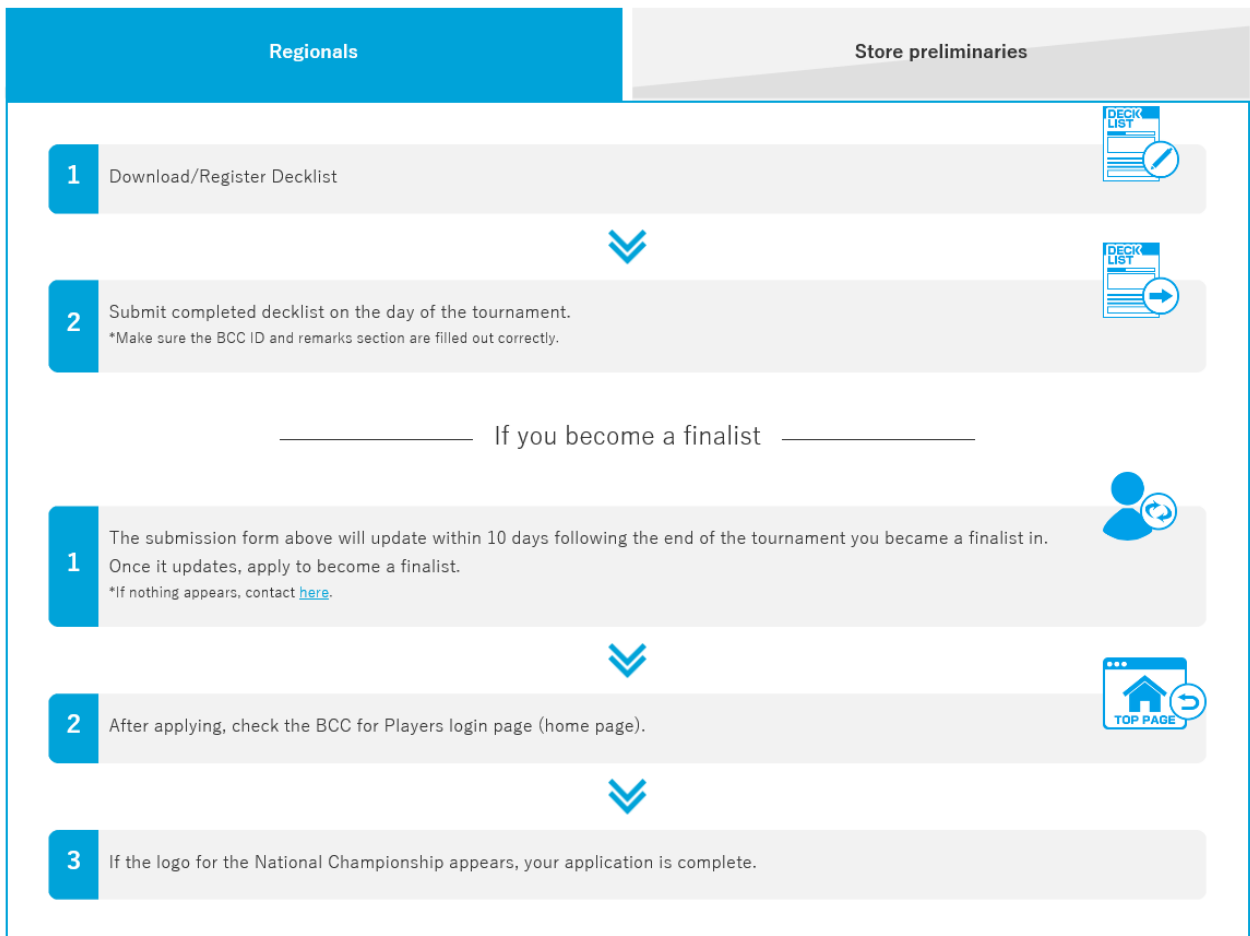 Regionals
Store preliminaries
DECK
LIST
1
Download/Register Decklist
DECK
LIST
2
Submit completed decklist on the day of the tournament.
*Make sure the BCC ID and remarks section are filled out correctly.
If you become a finalist
1
The submission form above will update within 10 days following the end of the tournament you became a finalist in.
Once it updates, apply to become a finalist.
*If nothing appears, contact here.
2
After applying, check the BCC for Players login page (home page).
TOP PAGE
3
If the logo for the National Championship appears, your application is complete.